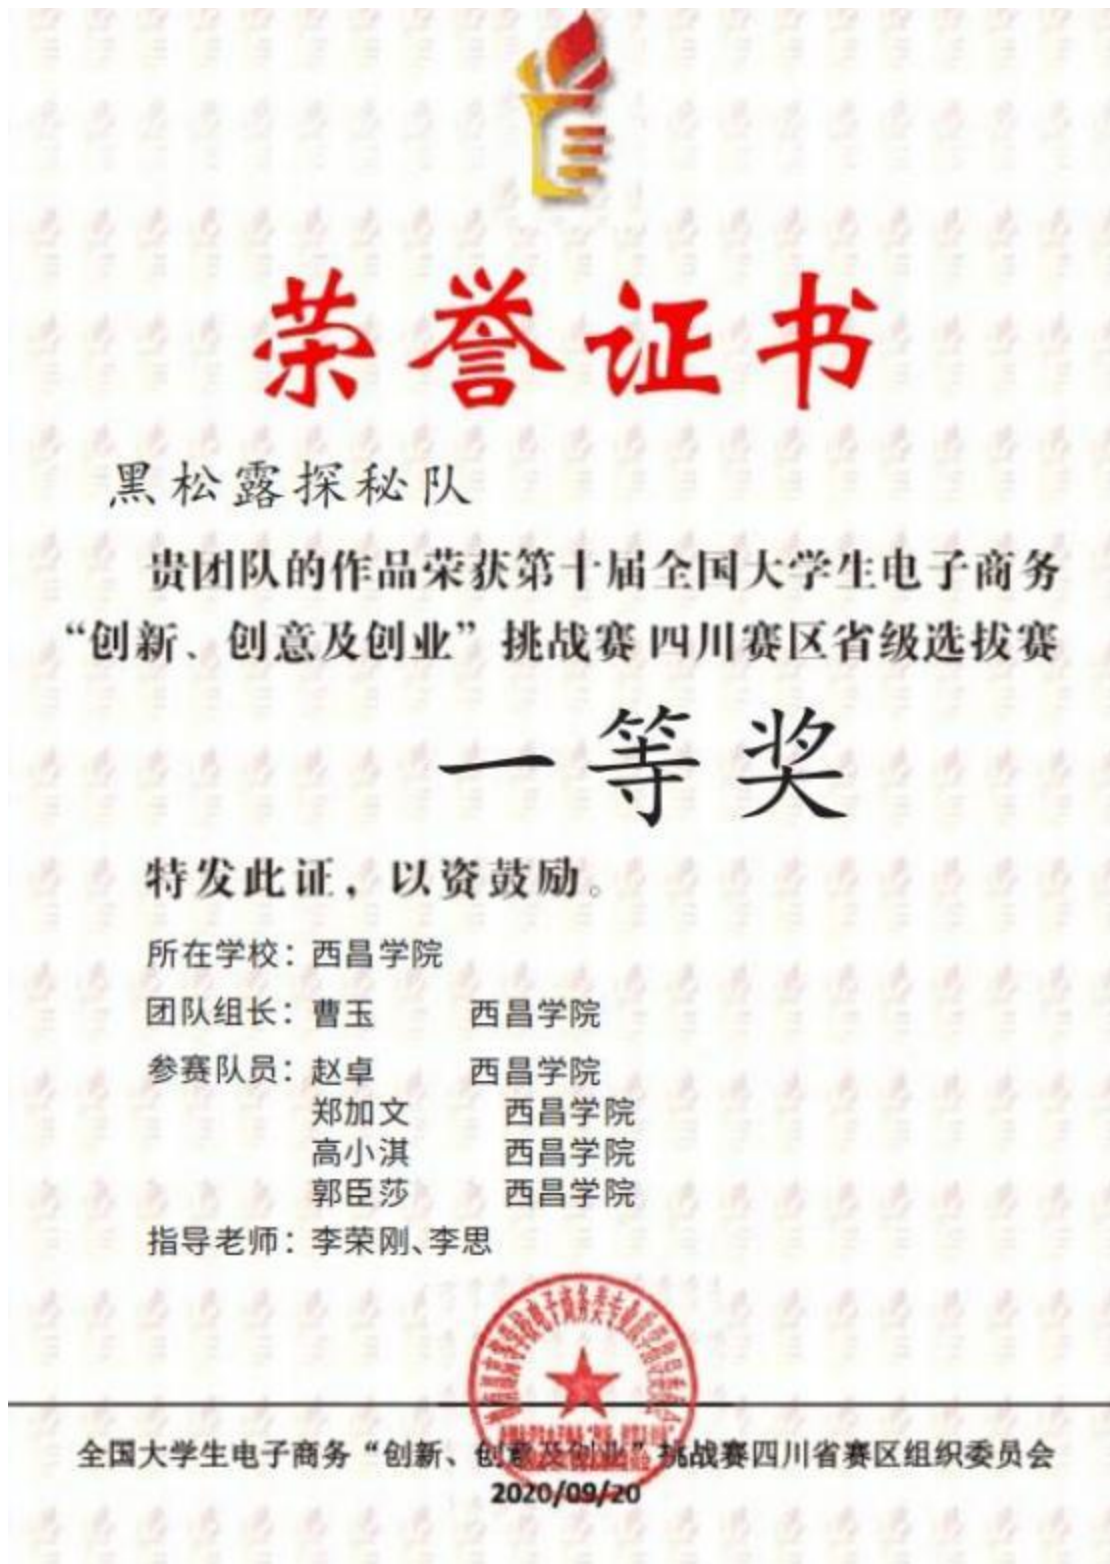 荣誉证书
黑松露探秘队
贵团队的作品荣获第十届全国大学生电子商务
“创新、创意及创业”挑战赛 四川赛区省级选拔赛
一等奖
特发此证，以资鼓励。
所在学校：西昌学院
团队组长：曹玉 西昌学院
参赛队员：赵卓 西昌学院
郑加文 西昌学院
高小淇 西昌学院
郭臣莎 西昌学院
指导老师：李荣刚、李思
全国大学生电子商务“创新、创意及创业”挑战赛四川省赛区组织委员会
2020/09/20